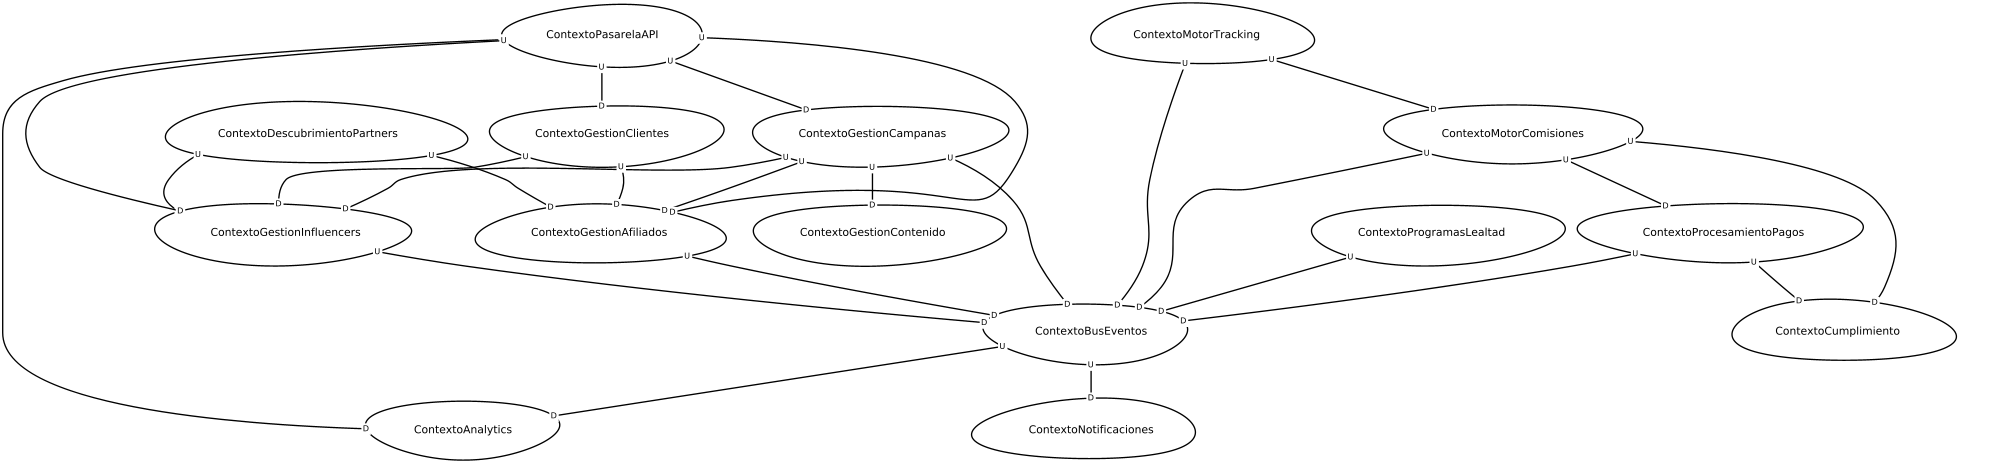 ContextoPasarelaAPI
ContextoMotorTracking
U
U
U
U
U
U
D
D
D
ContextoDescubrimientoPartners
ContextoGestionClientes
ContextoGestionCampanas
ContextoMotorComisiones
U
U
U
U
U
U
U
U
U
U
U
D
D
D
D
D
D
D
D
D
ContextoGestionInfluencers
ContextoGestionAfiliados
ContextoGestionContenido
ContextoProgramasLealtad
ContextoProcesamientoPagos
U
U
U
U
U
D
D
D
D
D
D
D
D
D
ContextoBusEventos
ContextoCumplimiento
U
U
D
D
D
ContextoAnalytics
ContextoNotificaciones